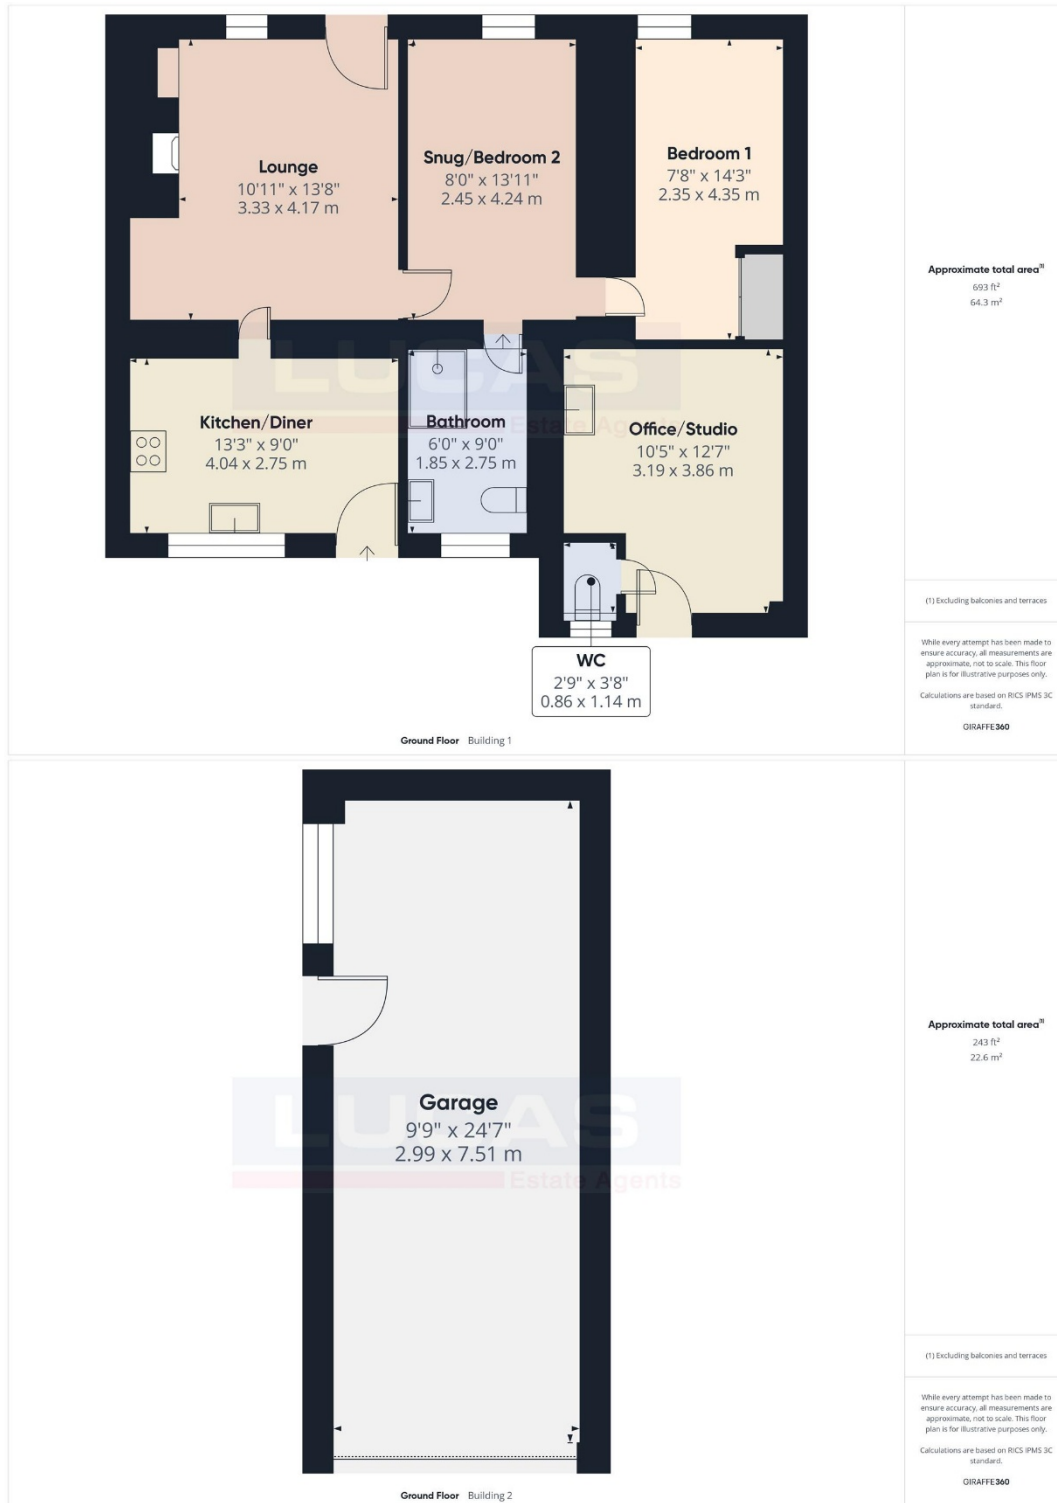 Lounge
10'11" x 13'8"
3.33 x 4.17 m
Snug/Bedroom 2
8'0" x 13'11"
2.45 x 4.24 m
Bedroom 1
7'8" x 14'3"
2.35 x 4.35 m
Kitchen/Diner
13'3" x 9'0"
4.04 x 2.75 m
Bathroom
6'0" x 9'0"
1.85 x 2.75 m
Office/Studio
10'5" x 12'7"
3.19 x 3.86 m
WC
2'9" x 3'8"
0.86 x 1.14 m
LUCAS
Estate Agents
Ground Floor Building 1
Approximate total area(1)
693 ft²
64.3 m²
(1) Excluding balconies and terraces
While every attempt has been made to
ensure accuracy, all measurements are
approximate, not to scale. This floor
plan is for illustrative purposes only.
Calculations are based on RICS IPMS 3C
standard.
GIRAFFE360
Garage
9'9" x 24'7"
2.99 x 7.51 m
LUCAS
Estate Agents
Ground Floor Building 2
Approximate total area(1)
243 ft²
22.6 m²
(1) Excluding balconies and terraces
While every attempt has been made to
ensure accuracy, all measurements are
approximate, not to scale. This floor
plan is for illustrative purposes only.
Calculations are based on RICS IPMS 3C
standard.
GIRAFFE360